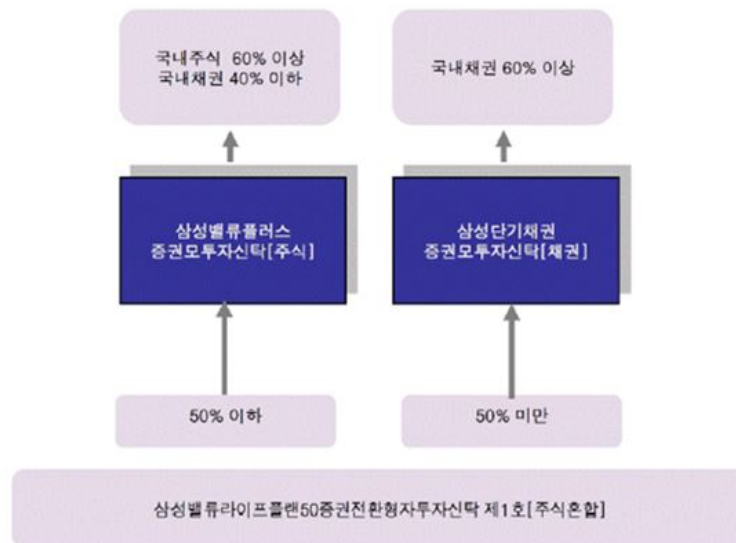 국내주식 60% 이상
국내채권 40% 이하
국내채권 60% 이상
삼성밸류플러스
증권모투자신탁[주식]
삼성단기채권
증권모투자신탁[채권]
50% 이하
50% 미만
삼성밸류라이프플랜50증권전환형자투자신탁 제1호[주식혼합]